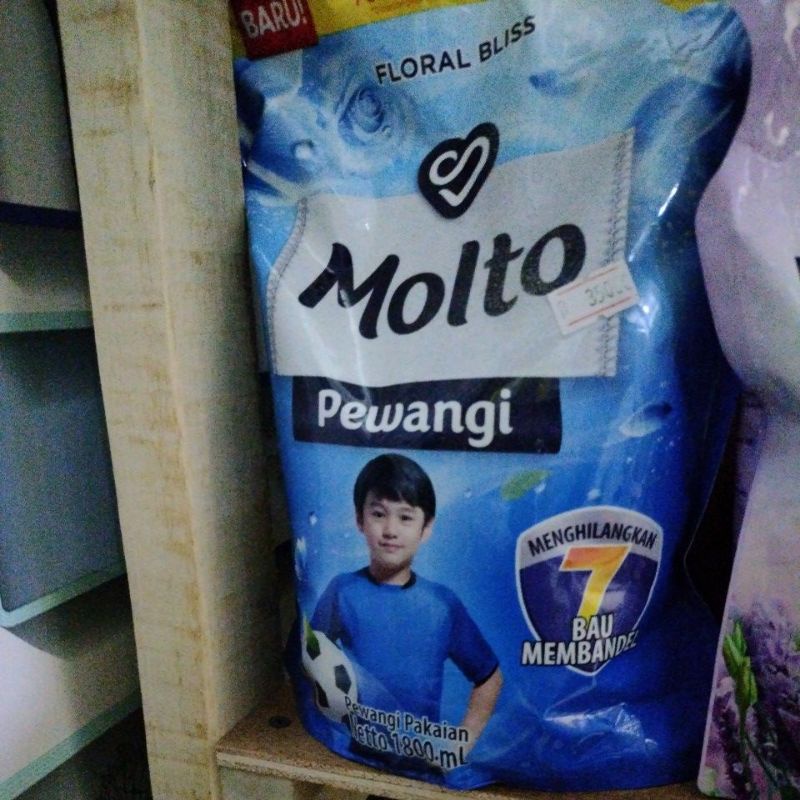 BARU!
FLORAL BLISS
Molto
Pewangi
MENGHILANGKAN
7
BAU
MEMBANDEL
Pewangi Pakaian
Netto 1800 mL